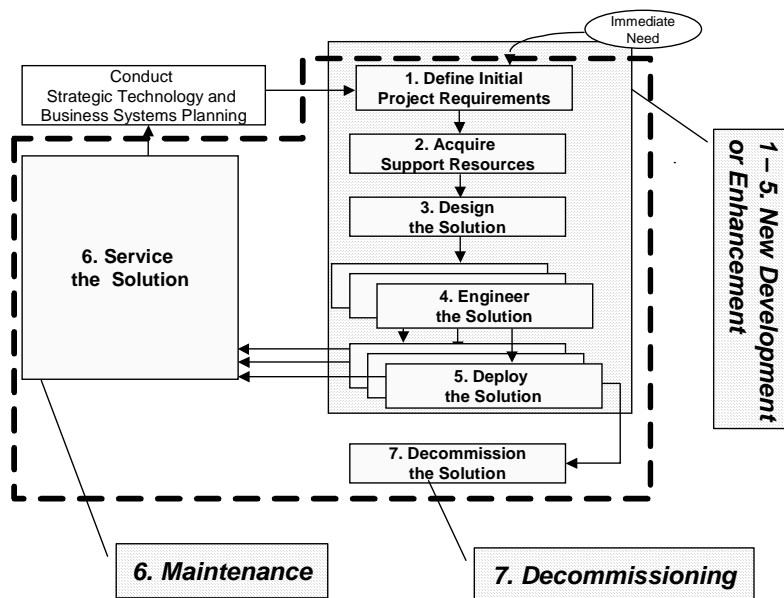 Immediate
Need
Conduct
Strategic Technology and
Business Systems Planning
1. Define Initial
Project Requirements
2. Acquire
Support Resources
3. Design
the Solution
4. Engineer
the Solution
5. Deploy
the Solution
6. Service
the Solution
7. Decommission
the Solution
1 – 5. New Development
or Enhancement
6. Maintenance
7. Decommissioning